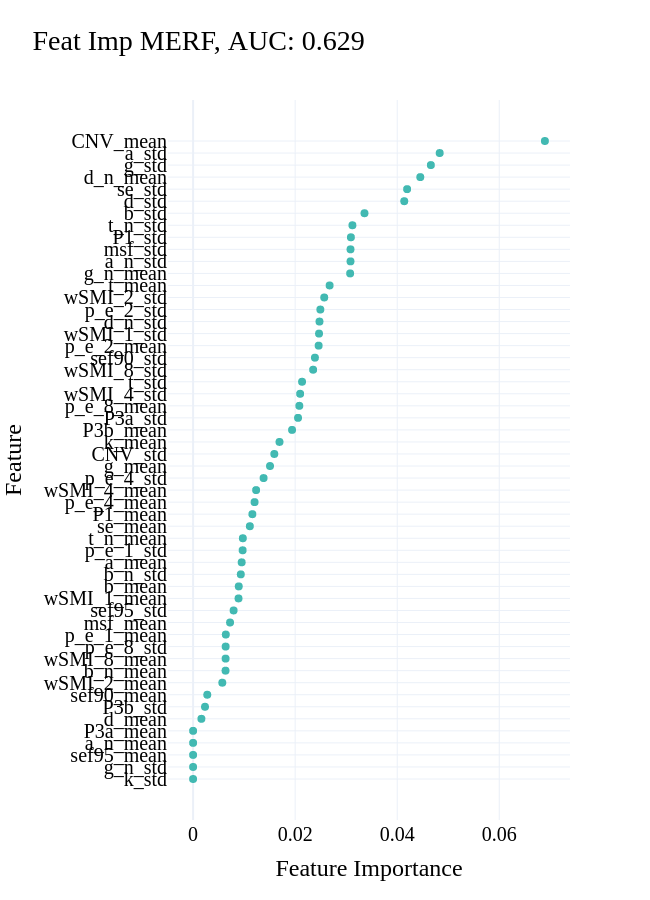 Feat Imp MERF, AUC: 0.629
CNV_mean
a_std
g_std
d_n_mean
se_std
d_std
b_std
t_n_std
P1_std
msf_std
a_n_std
g_n_mean
t_mean
wSMI_2_std
p_e_2_std
d_n_std
wSMI_1_std
p_e_2_mean
sef90_std
wSMI_8_std
t_std
wSMI_4_std
p_e_8_mean
P3a_std
P3b_mean
k_mean
CNV_std
g_mean
p_e_4_std
wSMI_4_mean
p_e_4_mean
P1_mean
se_mean
t_n_mean
p_e_1_std
a_mean
b_n_std
b_mean
wSMI_1_mean
sef95_std
msf_mean
p_e_1_mean
p_e_8_std
wSMI_8_mean
b_n_mean
wSMI_2_mean
sef90_mean
P3b_std
d_mean
P3a_mean
a_n_mean
sef95_mean
g_n_std
k_std
Feature
0 0.02 0.04 0.06
Feature Importance